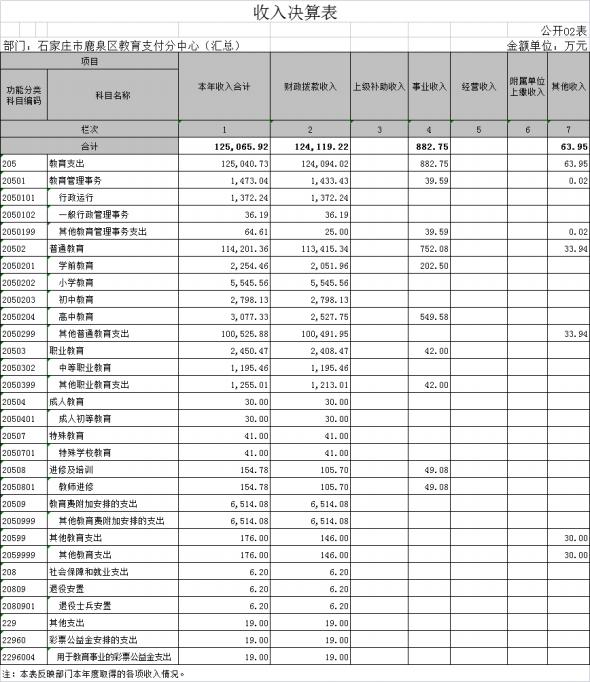 收入决算表
公开02表
部门：石家庄市鹿泉区教育支付分中心（汇总） 金额单位：万元
项目 本年收入合计 财政拨款收入 上级补助收入 事业收入 经营收入 附属单位上缴收入 其他收入
功能分类科目编码 科目名称
栏次 1 2 3 4 5 6 7
合计 125,065.92 124,119.22 882.75 63.95
205 教育支出 125,040.73 124,094.02 882.75 63.95
20501 教育管理事务 1,473.04 1,433.43 39.59 0.02
2050101 行政运行 1,372.24 1,372.24
2050102 一般行政管理事务 36.19 36.19
2050199 其他教育管理事务支出 64.61 25.00 39.59 0.02
20502 普通教育 114,201.36 113,415.34 752.08 33.94
2050201 学前教育 2,254.46 2,051.96 202.50
2050202 小学教育 5,545.56 5,545.56
2050203 初中教育 2,798.13 2,798.13
2050204 高中教育 3,077.33 2,527.75 549.58
2050299 其他普通教育支出 100,525.88 100,491.95 33.94
20503 职业教育 2,450.47 2,408.47 42.00
2050302 中等职业教育 1,195.46 1,195.46
2050399 其他职业教育支出 1,255.01 1,213.01 42.00
20504 成人教育 30.00 30.00
2050401 成人初等教育 30.00 30.00
20507 特殊教育 41.00 41.00
2050701 特殊学校教育 41.00 41.00
20508 进修及培训 154.78 105.70 49.08
2050801 教师进修 154.78 105.70 49.08
20509 教育费附加安排的支出 6,514.08 6,514.08
2050999 其他教育费附加安排的支出 6,514.08 6,514.08
20599 其他教育支出 176.00 146.00 30.00
2059999 其他教育支出 176.00 146.00 30.00
208 社会保障和就业支出 6.20 6.20
20809 退役安置 6.20 6.20
2080901 退役士兵安置 6.20 6.20
229 其他支出 19.00 19.00
22960 彩票公益金安排的支出 19.00 19.00
2296004 用于教育事业的彩票公益金支出 19.00 19.00
注：本表反映部门本年度取得的各项收入情况。